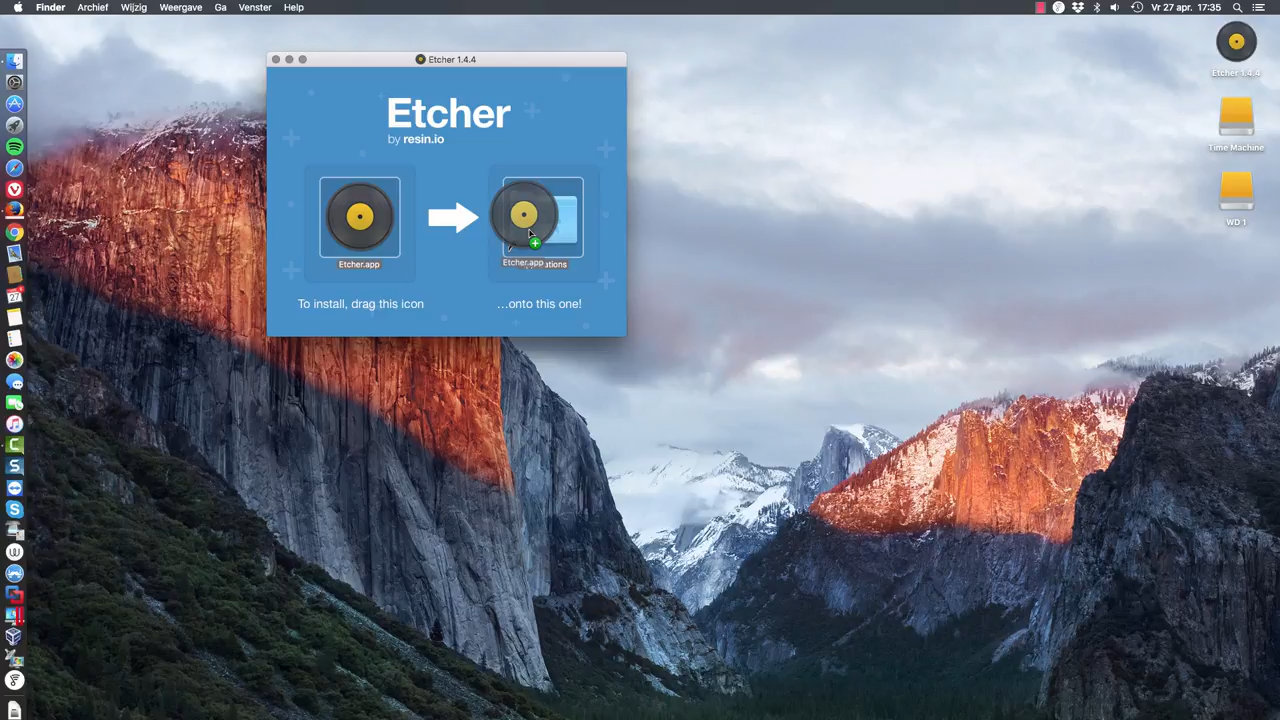 Finder Archief Wijzig Weergave Ga Venster Help
Vr 27 apr. 17:35
Etcher 1.4.4
Etcher
by resin.io
Etcher.app
Etcher.app
To install, drag this icon
...onto this one!
Etcher 1.4.4
Time Machine
WD 1
27